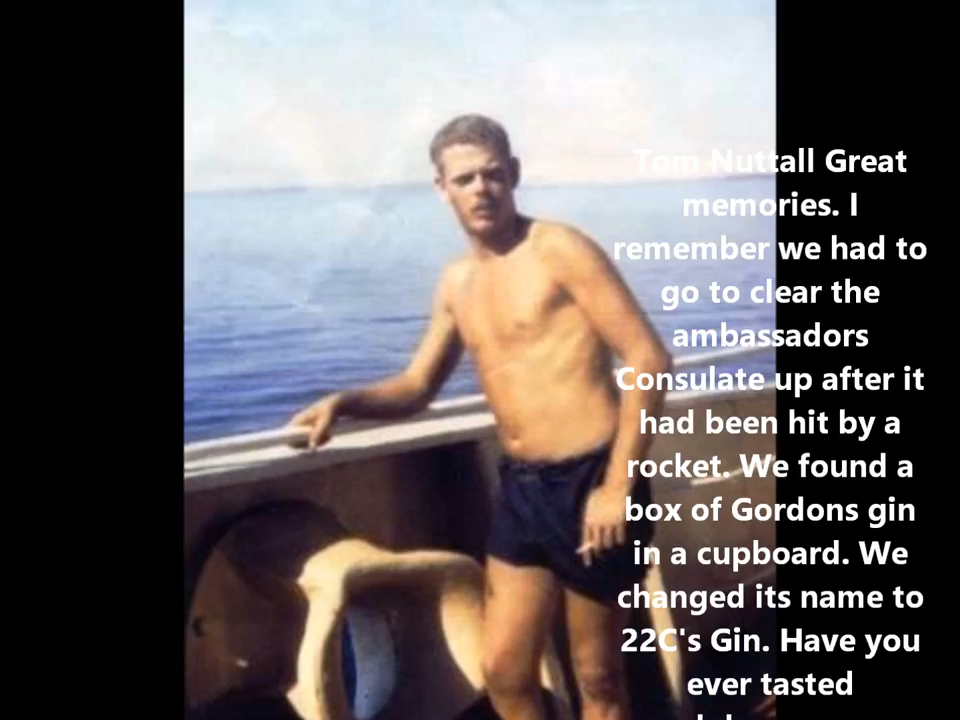 Tom Nuttall Great
memories. I
remember we had to
go to clear the
ambassadors
Consulate up after it
had been hit by a
rocket. We found a
box of Gordons gin
in a cupboard. We
changed its name to
22C's Gin. Have you
ever tasted